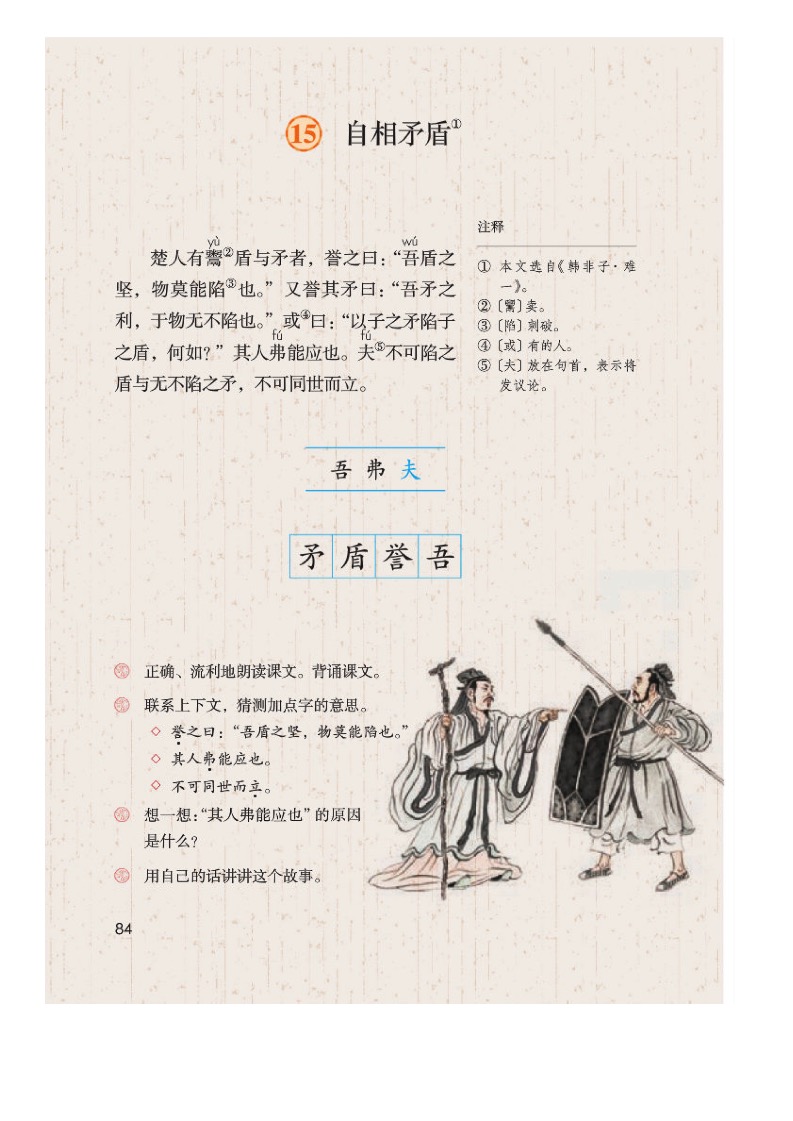 15 自相矛盾①
yù wú
楚人有鬻②盾与矛者，誉之曰：“吾盾之
坚，物莫能陷③也。”又誉其矛曰：“吾矛之
利，于物无不陷也。”或④曰：“以子之矛陷子
fú fú
之盾，何如？”其人弗能应也。夫⑤不可陷之
盾与无不陷之矛，不可同世而立。
注释
① 本文选自《韩非子·难
一》。
② 〔鬻〕卖。
③ 〔陷〕刺破。
④ 〔或〕有的人。
⑤ 〔夫〕放在句首，表示将
发议论。
吾 弗 夫
矛 盾 誉 吾
正确、流利地朗读课文。背诵课文。
联系上下文，猜测加点字的意思。
◇ 誉之曰：“吾盾之坚，物莫能陷也。”
◇ 其人弗能应也。
◇ 不可同世而立。
想一想：“其人弗能应也”的原因
是什么？
用自己的话讲讲这个故事。
84